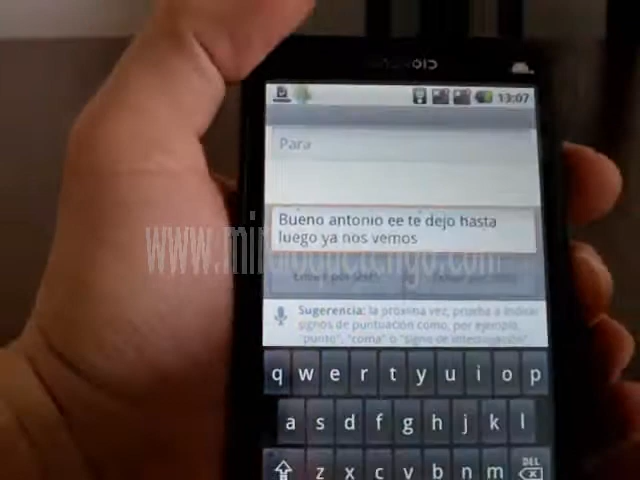 13:07
Para
Bueno antonio ee te dejo hasta
luego ya nos vemos
Sugerencia: la próxima vez, prueba a indicar
signos de puntuación como, por ejemplo,
"punto", "coma" o "signo de interrogación".
q w e r t y u i o p
a s d f g h j k l
z x c v b n m DEL